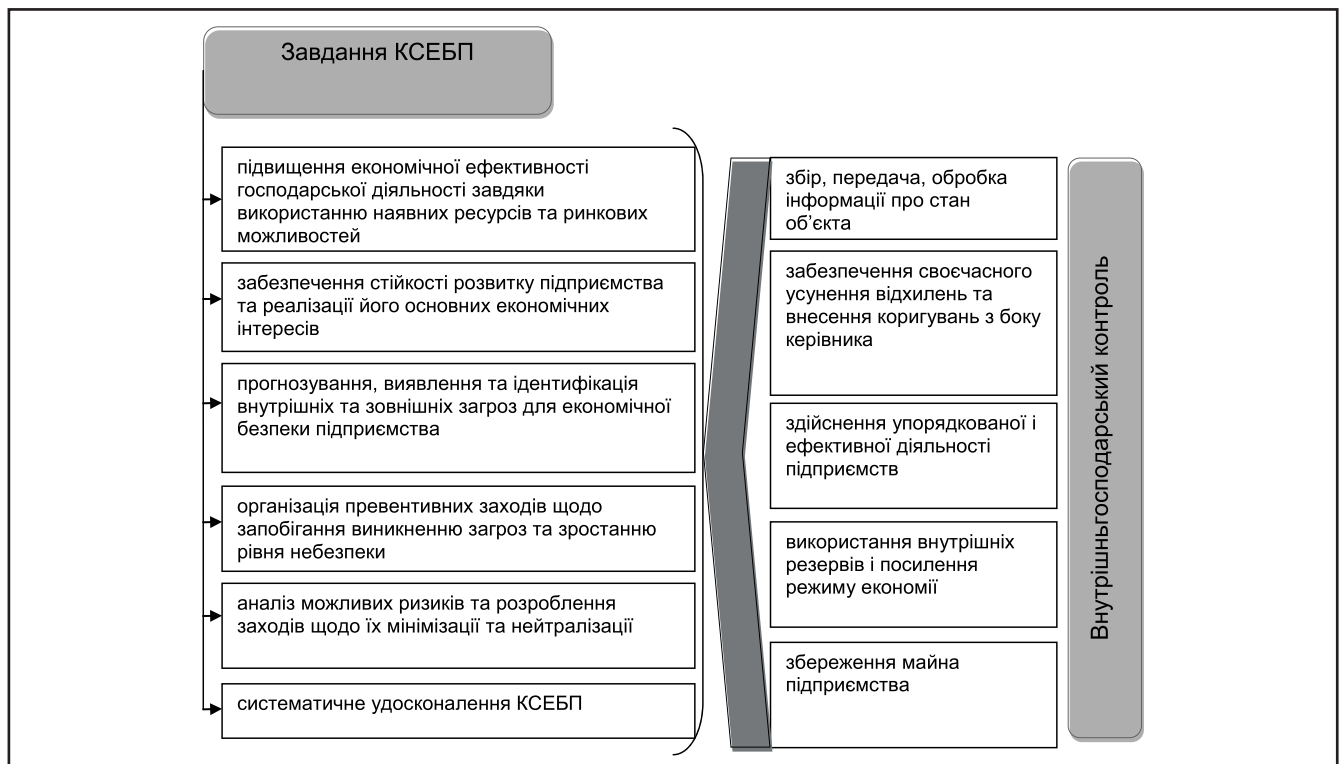 Завдання КСЕБП
підвищення економічної ефективності
господарської діяльності завдяки
використанню наявних ресурсів та ринкових
можливостей
забезпечення стійкості розвитку підприємства
та реалізації його основних економічних
інтересів
прогнозування, виявлення та ідентифікація
внутрішніх та зовнішніх загроз для економічної
безпеки підприємства
організація превентивних заходів щодо
запобігання виникненню загроз та зростанню
рівня небезпеки
аналіз можливих ризиків та розроблення
заходів щодо їх мінімізації та нейтралізації
систематичне удосконалення КСЕБП
збір, передача, обробка
інформації про стан
об’єкта
забезпечення своєчасного
усунення відхилень та
внесення коригувань з боку
керівника
здійснення упорядкованої і
ефективної діяльності
підприємств
використання внутрішніх
резервів і посилення
режиму економії
збереження майна
підприємства
Внутрішньгосподарський контроль